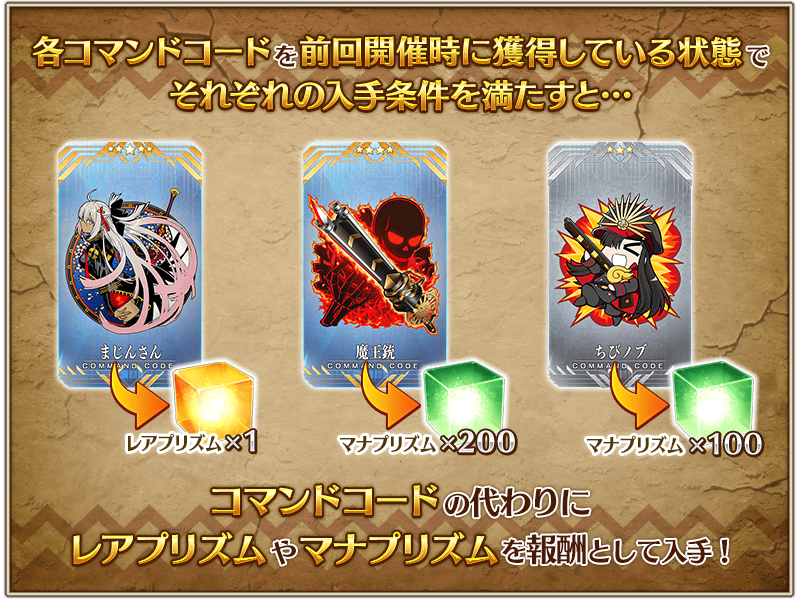 各コマンドコードを前回開催時に獲得している状態で
それぞれの入手条件を満たすと…
まじんさん
COMMAND CODE
魔王銃
COMMAND CODE
ちびノブ
COMMAND CODE
レアプリズム×1
マナプリズム×200
マナプリズム×100
コマンドコードの代わりに
レアプリズムやマナプリズムを報酬として入手!